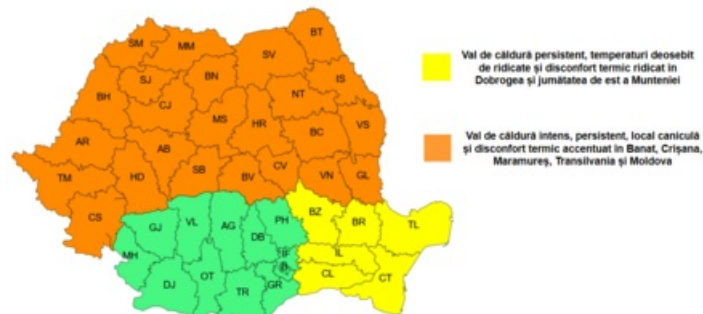 BT
SM
MM
SV
SJ
BN
IS
BH
CJ
NT
MS
HR
VS
AR
AB
BC
TM
HD
SB
BV
CV
VN
GL
CS
GJ
VL
AG
DB
PH
BZ
BR
TL
MH
IF
B
IL
DJ
OT
TR
GR
CL
CT
Val de căldură persistent, temperaturi deosebit
de ridicate și disconfort termic ridicat în
Dobrogea și jumătatea de est a Munteniei
Val de căldură intens, persistent, local caniculă
și disconfort termic accentuat în Banat, Crișana,
Maramureș, Transilvania și Moldova